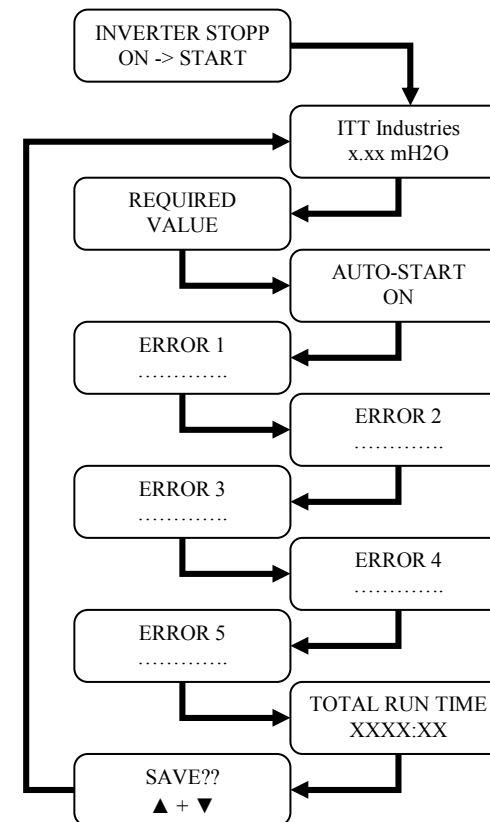 INVERTER STOPP
ON -> START
ITT Industries
x.xx mH2O
REQUIRED
VALUE
AUTO-START
ON
ERROR 1
………….
ERROR 2
………….
ERROR 3
………….
ERROR 4
………….
ERROR 5
………….
TOTAL RUN TIME
XXXX:XX
SAVE??
▲ + ▼